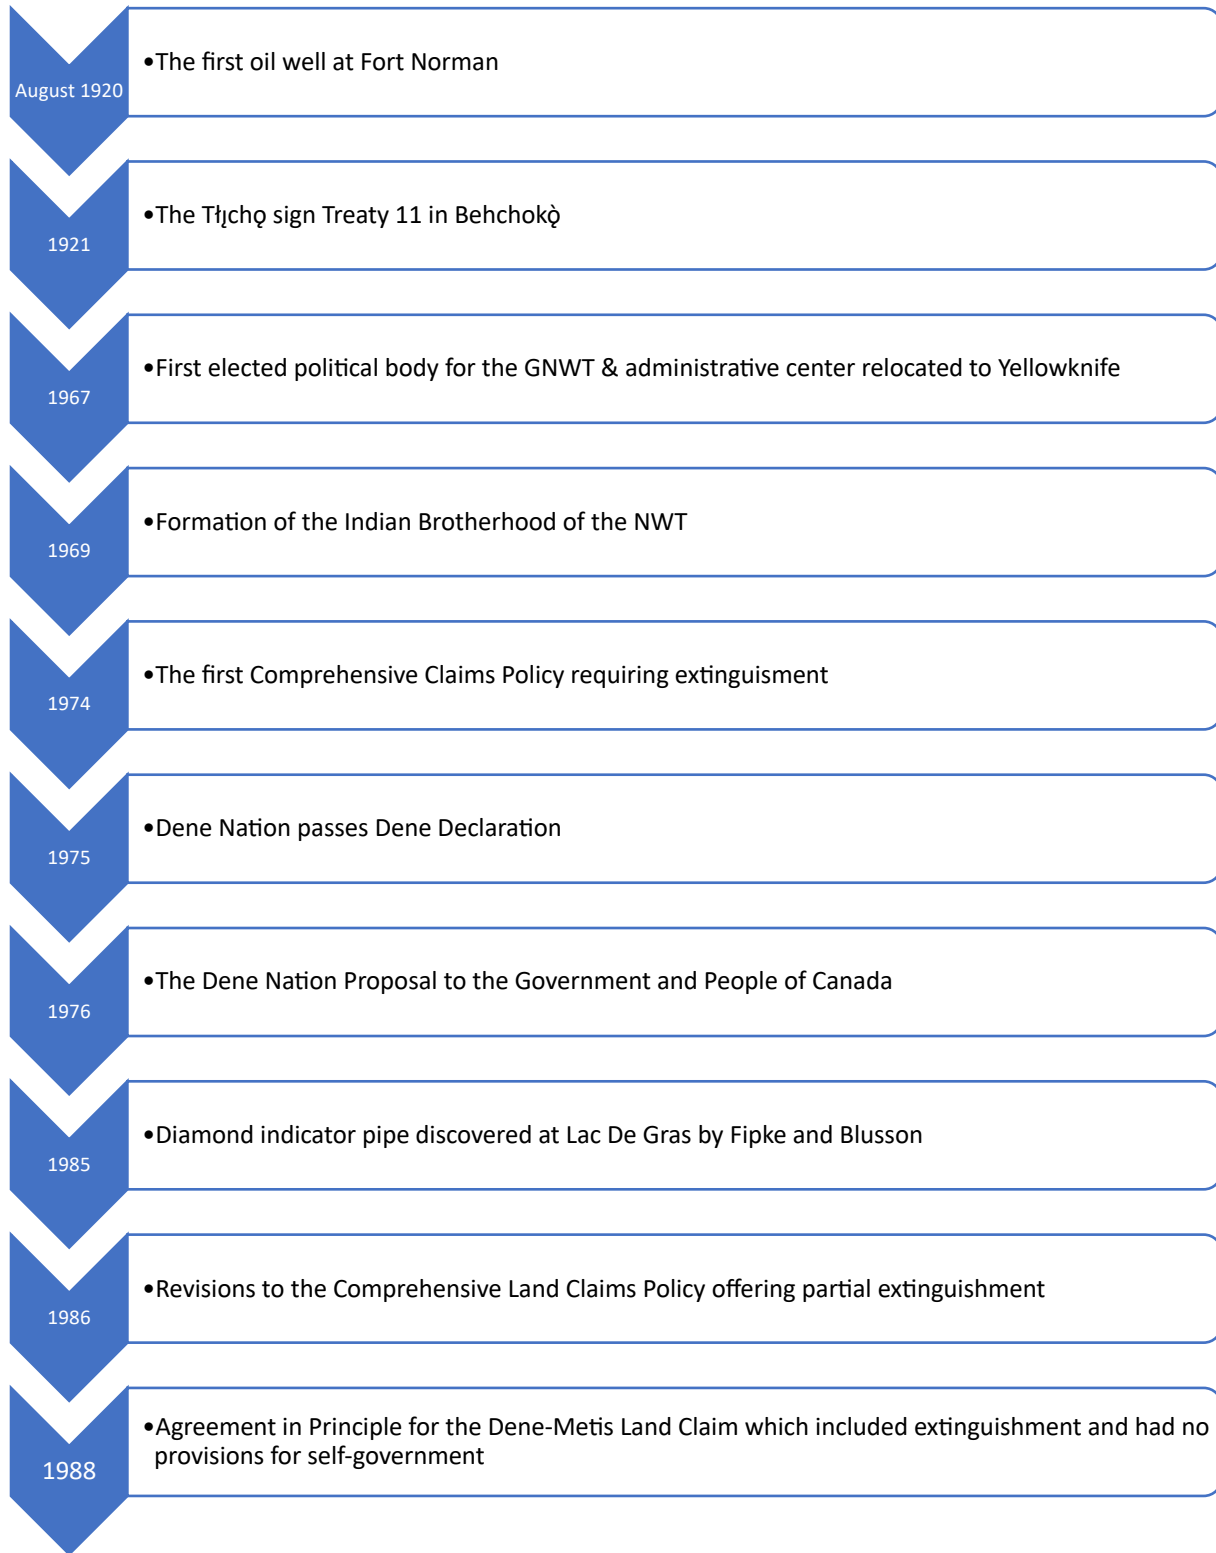 August 1920
•The first oil well at Fort Norman
1921
•The Tłı̨chǫ sign Treaty 11 in Behchokǫ̀
1967
•First elected political body for the GNWT & administrative center relocated to Yellowknife
1969
•Formation of the Indian Brotherhood of the NWT
1974
•The first Comprehensive Claims Policy requiring extinguisment
1975
•Dene Nation passes Dene Declaration
1976
•The Dene Nation Proposal to the Government and People of Canada
1985
•Diamond indicator pipe discovered at Lac De Gras by Fipke and Blusson
1986
•Revisions to the Comprehensive Land Claims Policy offering partial extinguishment
1988
•Agreement in Principle for the Dene-Metis Land Claim which included extinguishment and had no
provisions for self-government